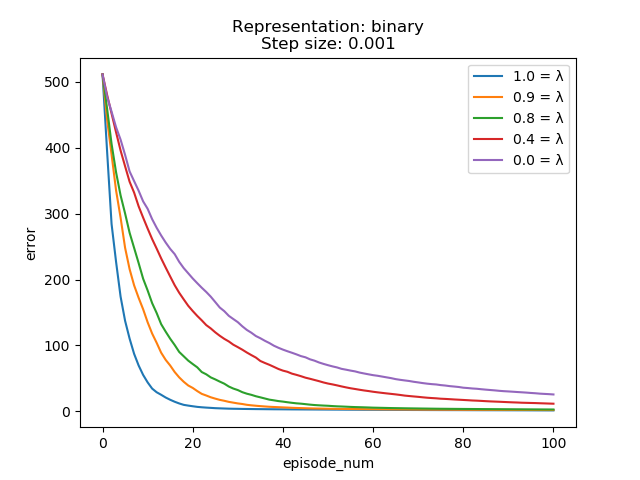 Representation: binary
Step size: 0.001
1.0 = λ
0.9 = λ
0.8 = λ
0.4 = λ
0.0 = λ
error
500
400
300
200
100
0
0 20 40 60 80 100
episode_num